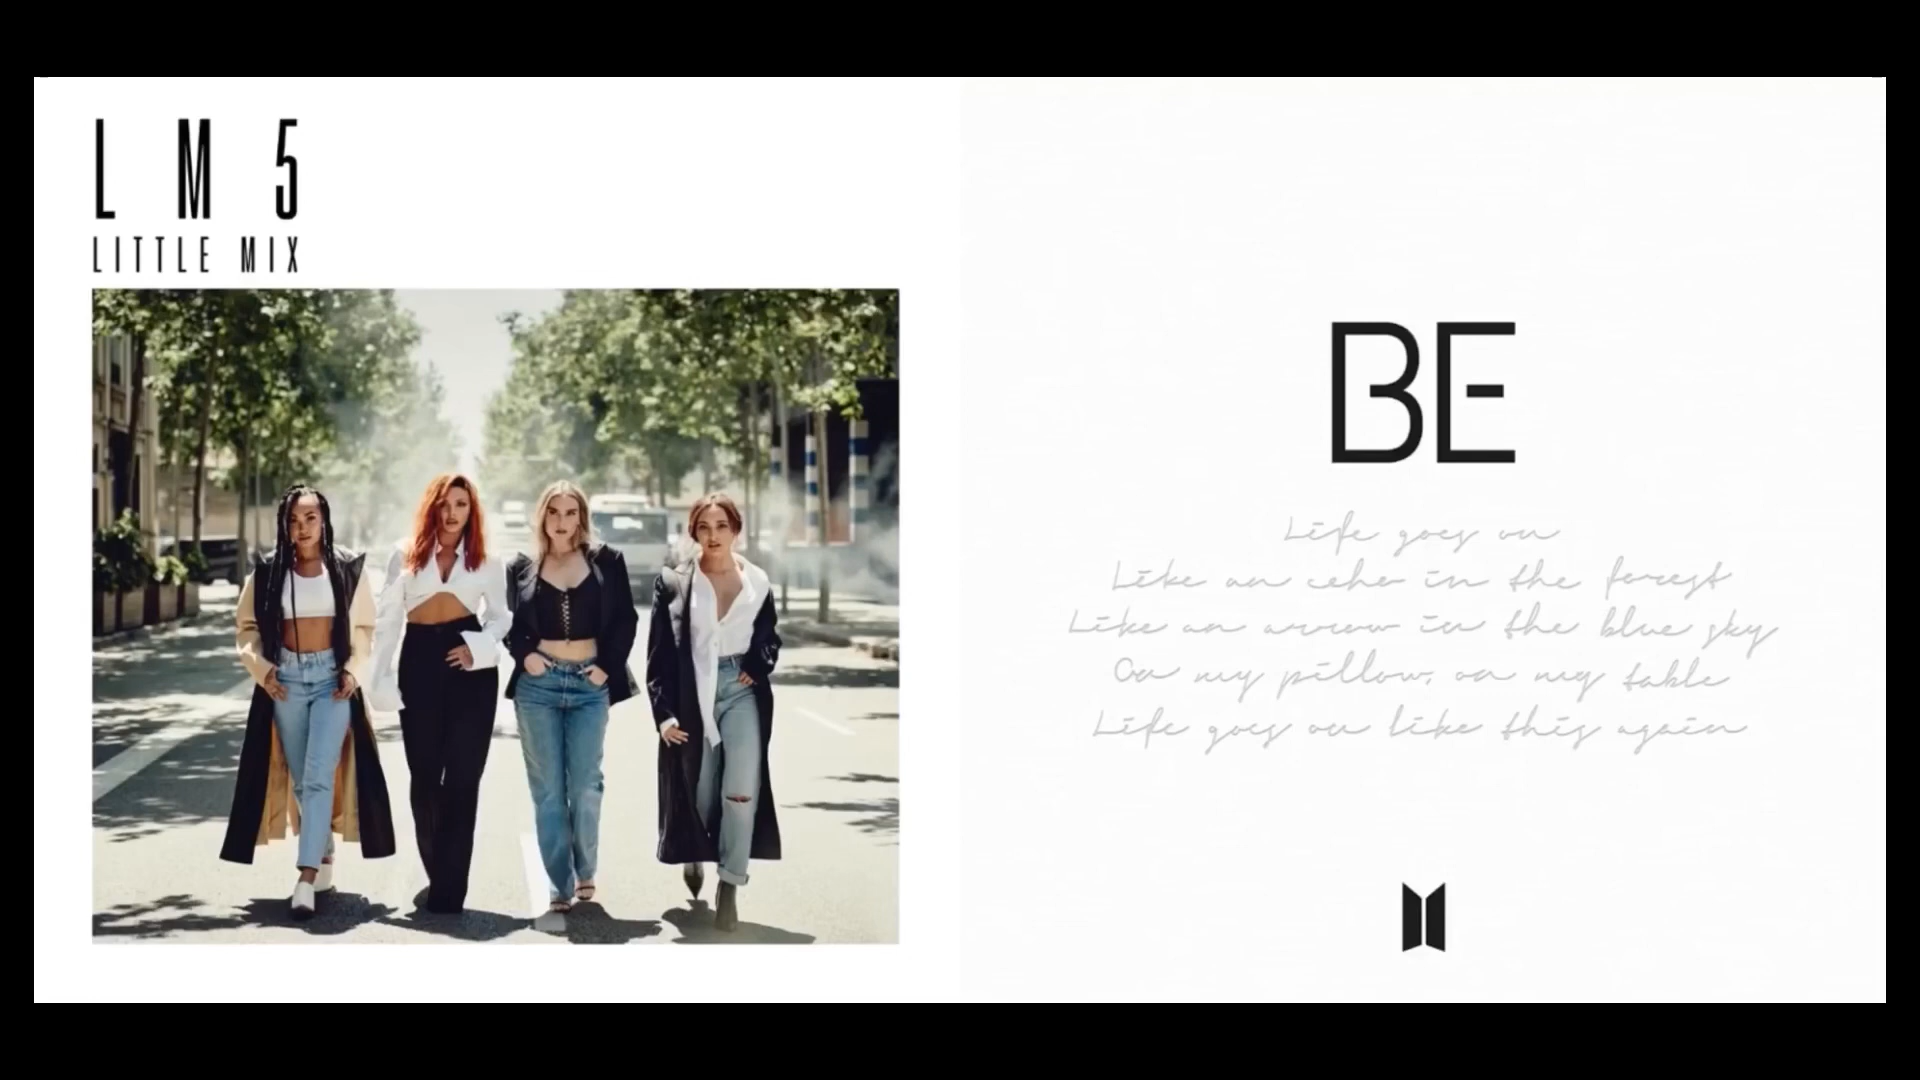 L M 5
LITTLE MIX
BE
Life goes on
Like an echo in the forest
Like an arrow in the blue sky
On my pillow, on my table
Life goes on like this again